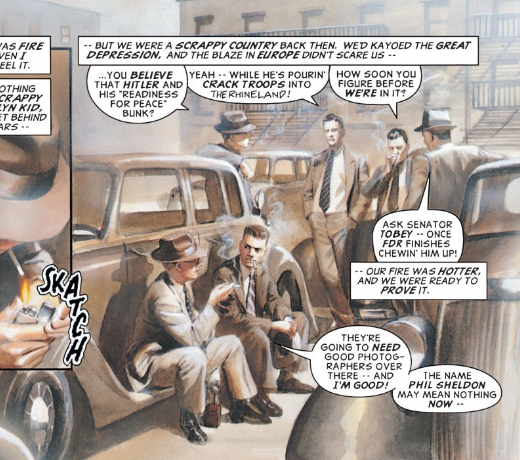 WAS FIRE
EVEN I
FEEL IT.
NOTHING
SCRAPPY
LYN KID,
ET BEHIND
ARS --
SKATCH
-- BUT WE WERE A SCRAPPY COUNTRY BACK THEN. WE'D KAYOED THE GREAT
DEPRESSION, AND THE BLAZE IN EUROPE DIDN'T SCARE US --
...YOU BELIEVE
THAT HITLER AND
HIS "READINESS
FOR PEACE"
BUNK?
YEAH -- WHILE HE'S POURIN'
CRACK TROOPS INTO
THE RHINELAND!
HOW SOON YOU
FIGURE BEFORE
WE'RE IN IT?
ASK SENATOR
TOBEY -- ONCE
FDR FINISHES
CHEWIN' HIM UP!
-- OUR FIRE WAS HOTTER,
AND WE WERE READY TO
PROVE IT.
THEY'RE
GOING TO NEED
GOOD PHOTOG-
RAPHERS OVER
THERE -- AND
I'M GOOD!
THE NAME
PHIL SHELDON
MAY MEAN NOTHING
NOW --